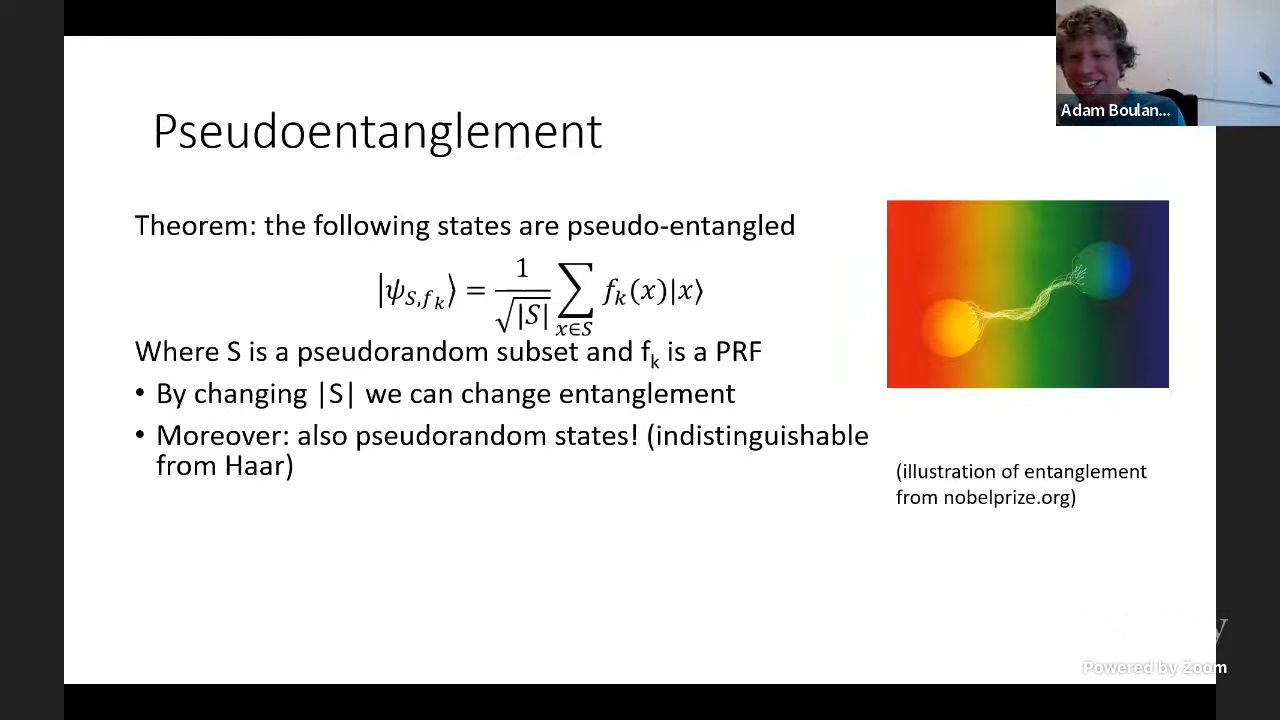 Adam Boulan...
Pseudoentanglement
Theorem: the following states are pseudo-entangled
|ψ_{S,f_k}⟩ = 1/√|S| ∑_{x∈S} f_k(x)|x⟩
Where S is a pseudorandom subset and f_k is a PRF
• By changing |S| we can change entanglement
• Moreover: also pseudorandom states! (indistinguishable
from Haar)
(illustration of entanglement
from nobelprize.org)
Powered by Zoom